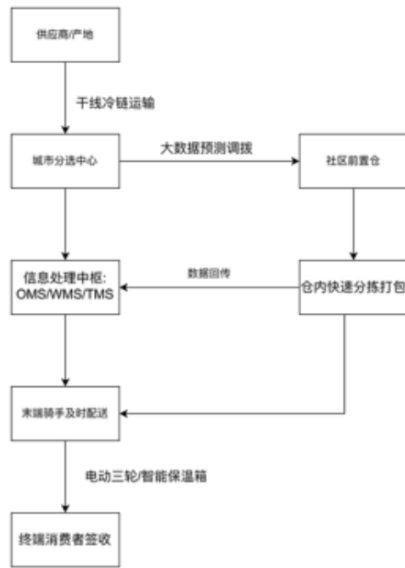 供应商/产地
干线冷链运输
城市分选中心
大数据预测调拨
社区前置仓
信息处理中枢:
OMS/WMS/TMS
数据回传
仓内快速分拣打包
末端骑手及时配送
电动三轮/智能保温箱
终端消费者签收